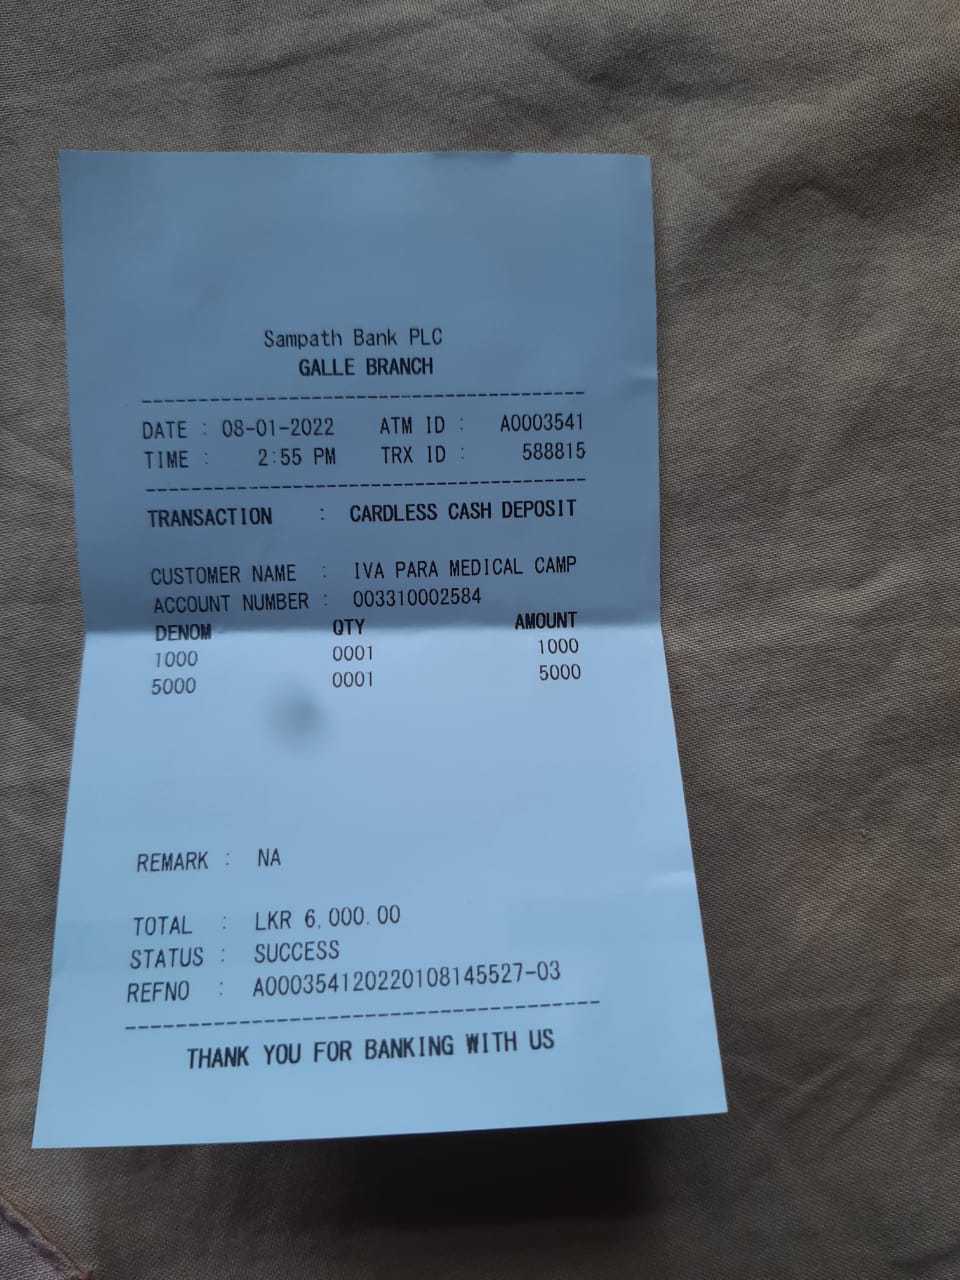 Sampath Bank PLC
GALLE BRANCH
DATE : 08-01-2022 ATM ID : A0003541
TIME : 2:55 PM TRX ID : 588815
TRANSACTION : CARDLESS CASH DEPOSIT
CUSTOMER NAME : IVA PARA MEDICAL CAMP
ACCOUNT NUMBER : 003310002584
DENOM QTY AMOUNT
1000 0001 1000
5000 0001 5000
REMARK : NA
TOTAL : LKR 6,000.00
STATUS : SUCCESS
REFNO : A000354120220108145527-03
THANK YOU FOR BANKING WITH US